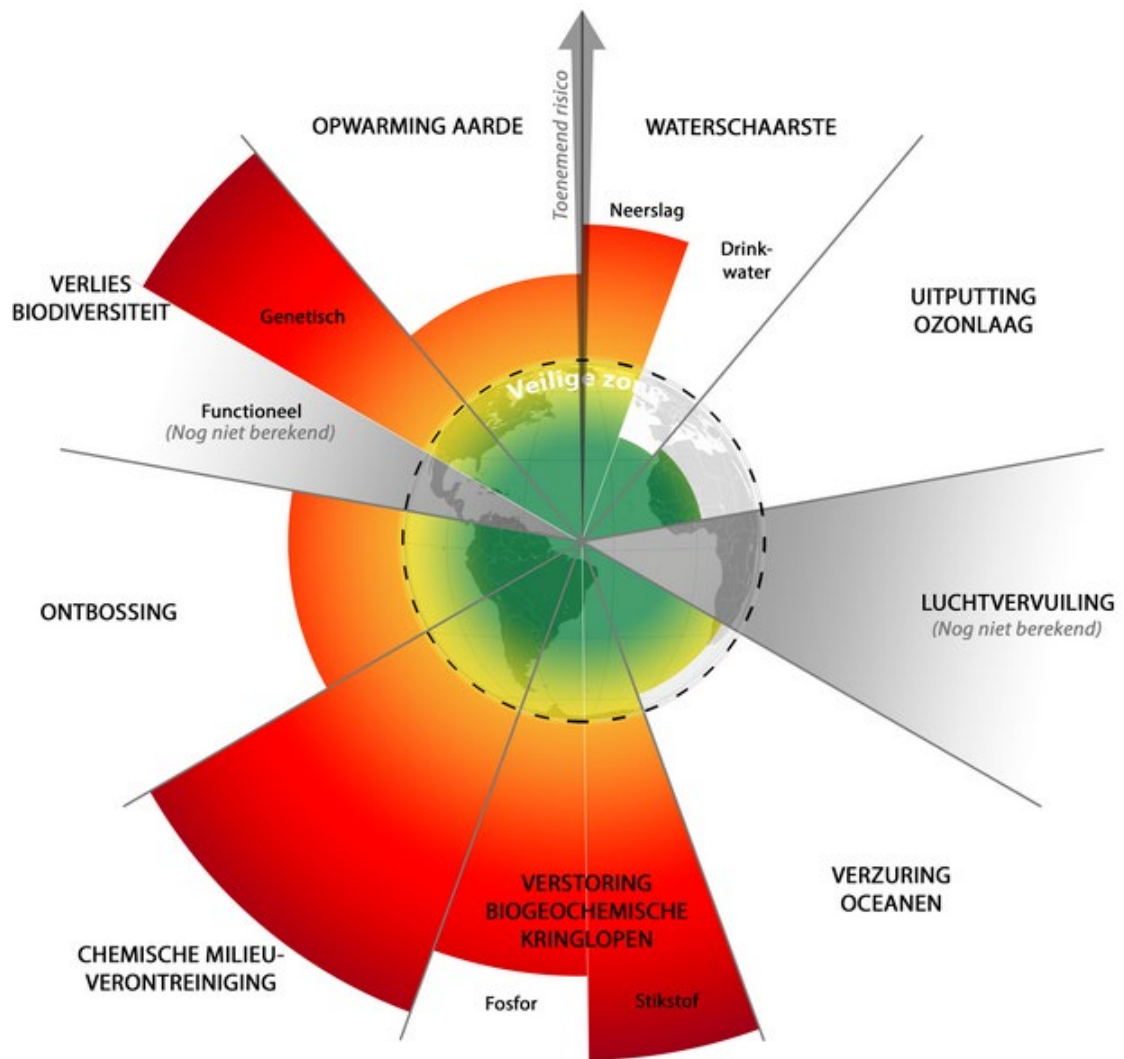 Toenemend risico
OPWARMING AARDE
WATERSCHAARSTE
Neerslag
Drink-
water
VERLIES
BIODIVERSITEIT
Genetisch
UITPUTTING
OZONLAAG
Veilige zone
Functioneel
(Nog niet berekend)
ONTBOSSING
LUCHTVERVUILING
(Nog niet berekend)
VERSTORING
BIOGEOCHEMISCHE
KRINGLOPEN
VERZURING
OCEANEN
CHEMISCHE MILIEU-
VERONTREINIGING
Fosfor
Stikstof